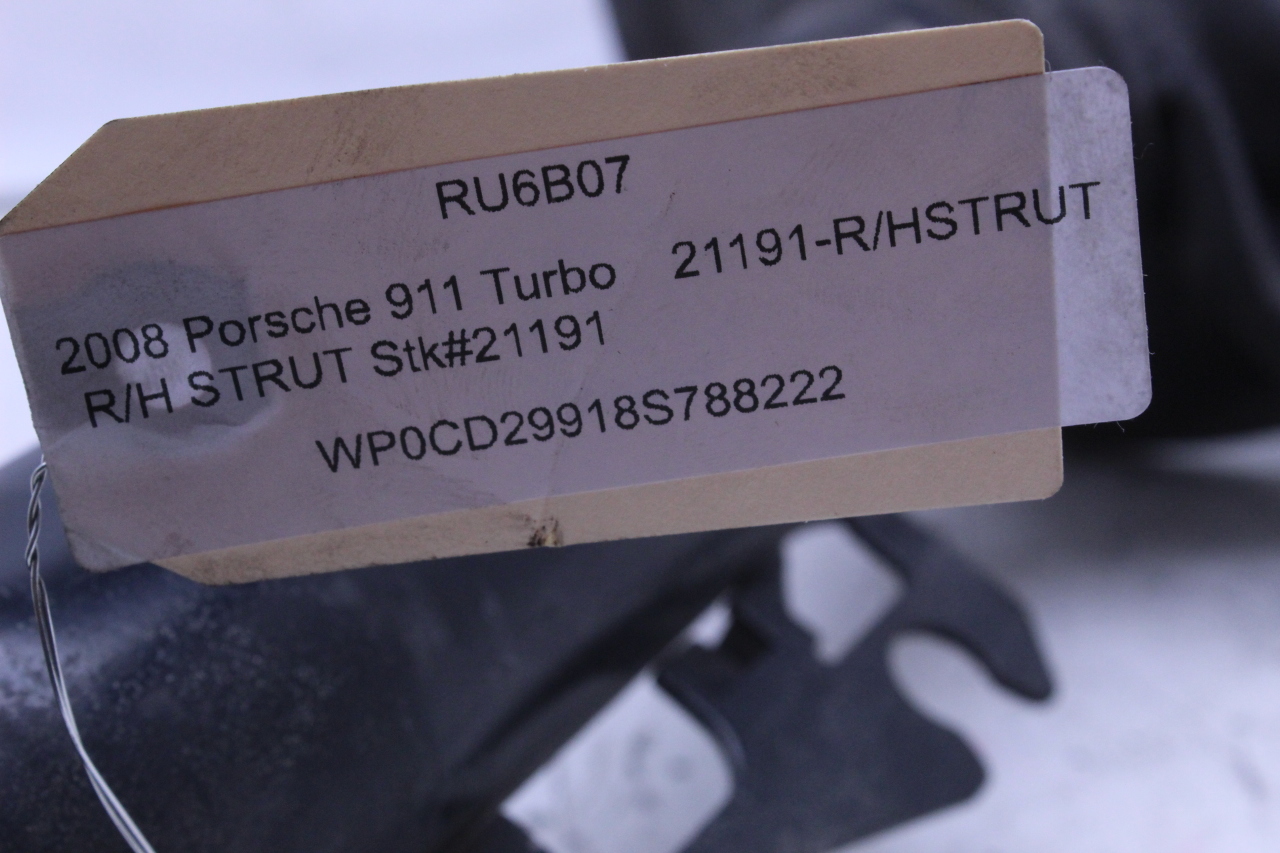 RU6B07
2008 Porsche 911 Turbo 21191-R/HSTRUT
R/H STRUT Stk#21191
WP0CD29918S788222